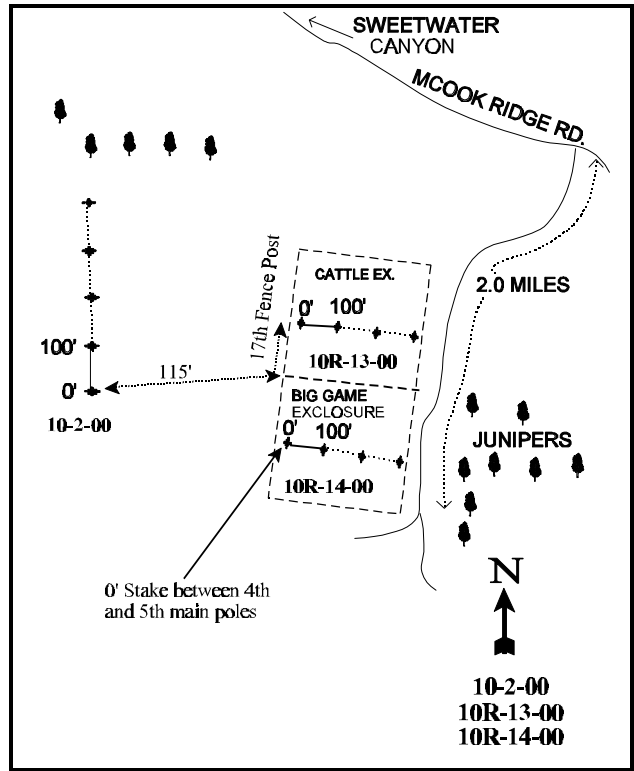 SWEETWATER
CANYON
MCOOK RIDGE RD.
2.0 MILES
17th Fence Post
CATTLE EX.
0' 100'
10R-13-00
100'
0'
10-2-00
115'
BIG GAME
EXCLOSURE
0' 100'
10R-14-00
JUNIPERS
0' Stake between 4th
and 5th main poles
N
10-2-00
10R-13-00
10R-14-00